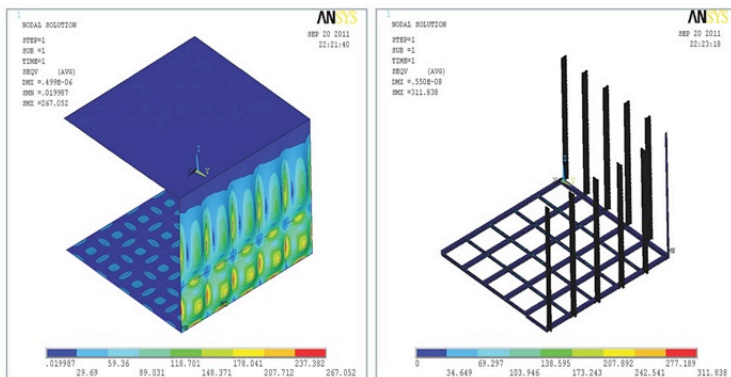 1
NODAL SOLUTION
STEP=1
SUB =1
TIME=1
SEQV (AVG)
DMX =.499E-06
SMN =.019987
SMX =267.052
ANSYS
SEP 20 2011
22:21:40
Z
Y
.019987 59.36 118.701 178.041 237.382
29.69 89.031 148.371 207.712 267.052
1
NODAL SOLUTION
STEP=1
SUB =1
TIME=1
SEQV (AVG)
DMX =.550E-08
SMX =311.838
ANSYS
SEP 20 2011
22:23:18
0 69.297 138.595 207.892 277.189
34.649 103.946 173.243 242.541 311.838